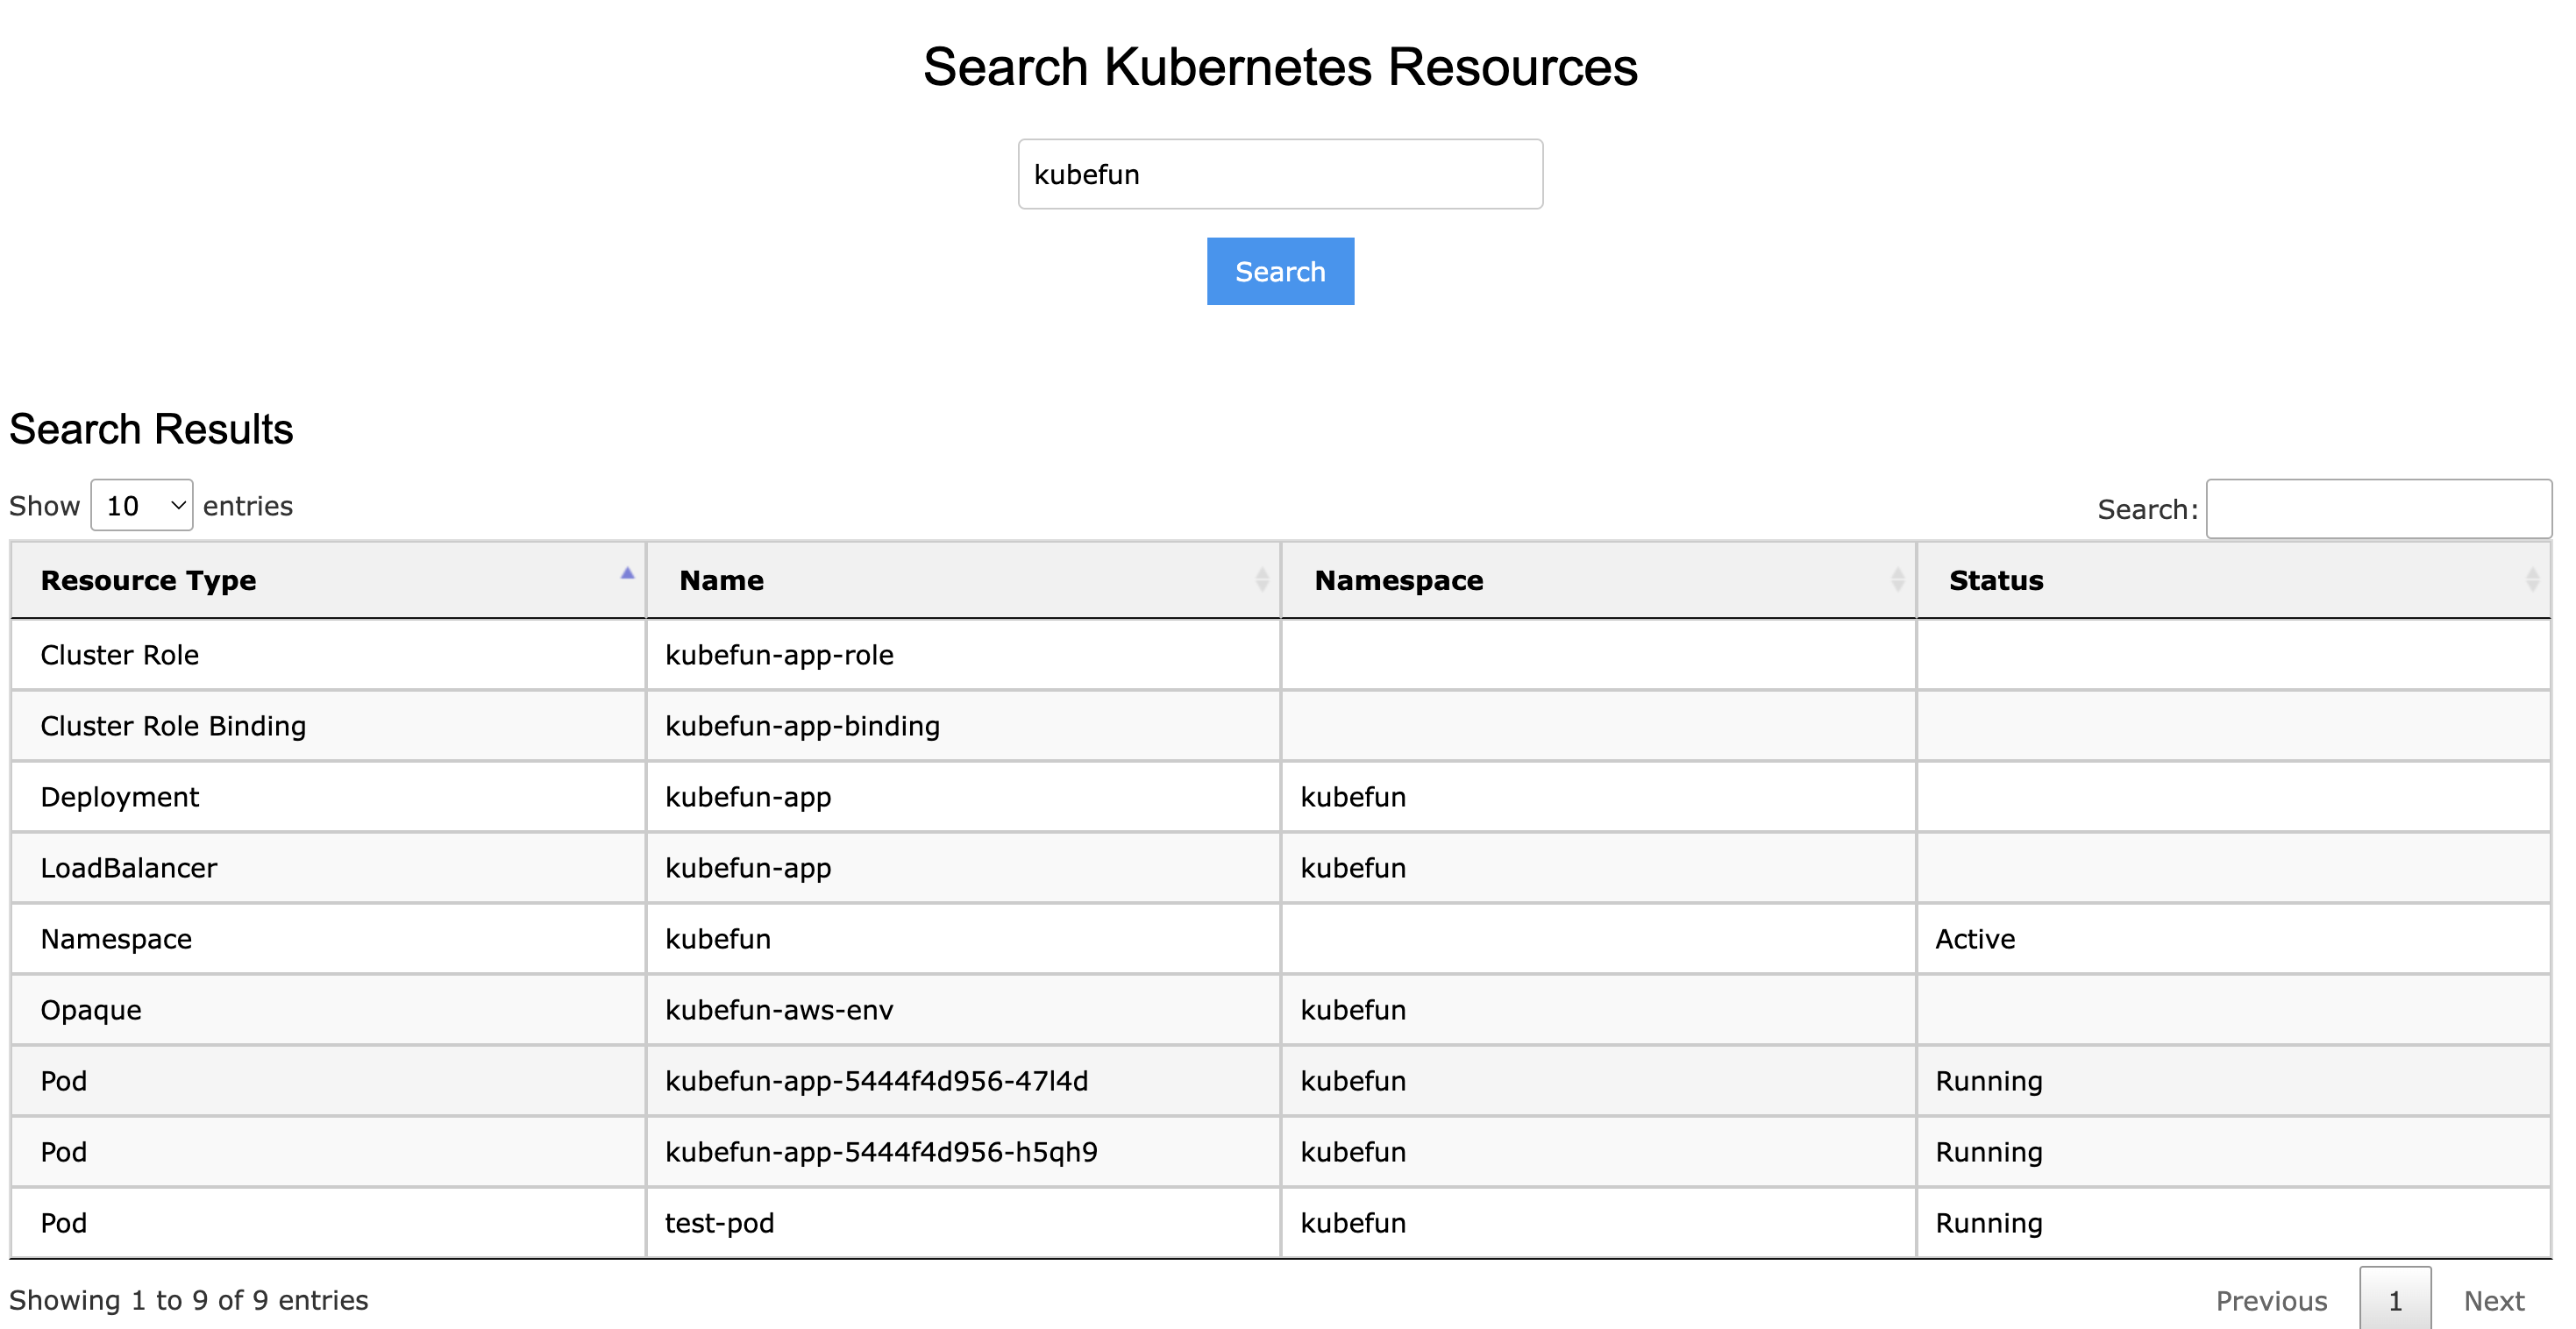 Search Kubernetes Resources
kubefun
Search
Search Results
Show 10 entries Search:
Resource Type Name Namespace Status
Cluster Role kubefun-app-role
Cluster Role Binding kubefun-app-binding
Deployment kubefun-app kubefun
LoadBalancer kubefun-app kubefun
Namespace kubefun Active
Opaque kubefun-aws-env kubefun
Pod kubefun-app-5444f4d956-47l4d kubefun Running
Pod kubefun-app-5444f4d956-h5qh9 kubefun Running
Pod test-pod kubefun Running
Showing 1 to 9 of 9 entries Previous 1 Next